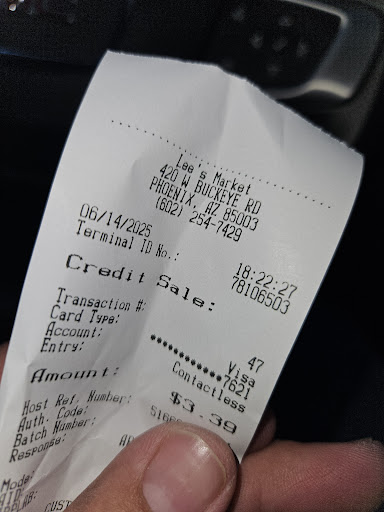 Lee's Market
420 W BUCKEYE RD
PHOENIX, AZ 85003
(602) 254-7429
06/14/2025 18:22:27
Terminal ID No.: 78106503
Credit Sale:
Transaction #: 47
Card Type: Visa
Account: ************7621
Entry: Contactless
Amount: $3.39
Host Ref. Number:
Auth. Code:
Batch Number:
Response:
Mode: